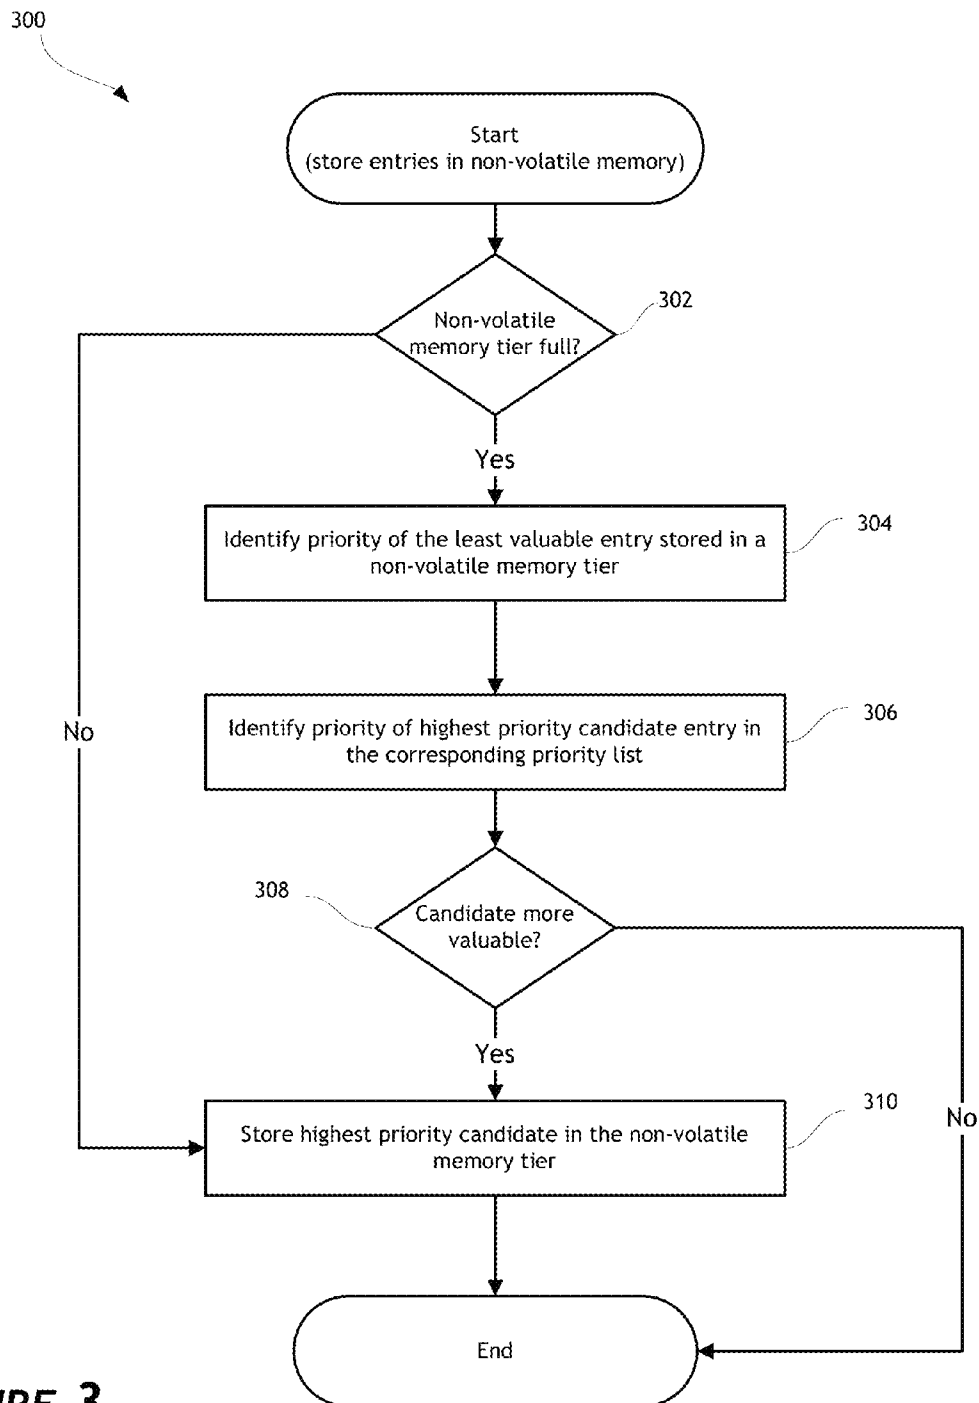 300
Start
(store entries in non-volatile memory)
302
Non-volatile
memory tier full?
Yes
304
Identify priority of the least valuable entry stored in a
non-volatile memory tier
306
Identify priority of highest priority candidate entry in
the corresponding priority list
No
308
Candidate more
valuable?
Yes
310
Store highest priority candidate in the non-volatile
memory tier
No
End
3